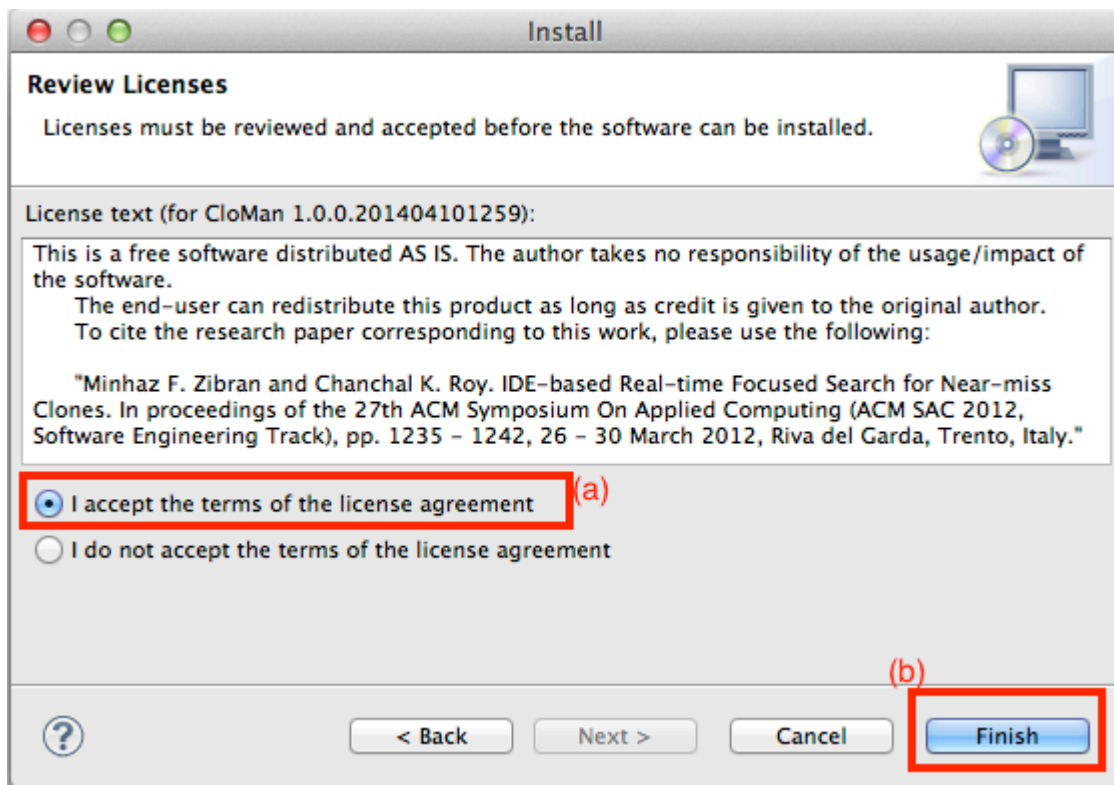 Install
Review Licenses
Licenses must be reviewed and accepted before the software can be installed.
License text (for CloMan 1.0.0.201404101259):
This is a free software distributed AS IS. The author takes no responsibility of the usage/impact of
the software.
The end-user can redistribute this product as long as credit is given to the original author.
To cite the research paper corresponding to this work, please use the following:
"Minhaz F. Zibran and Chanchal K. Roy. IDE-based Real-time Focused Search for Near-miss
Clones. In proceedings of the 27th ACM Symposium On Applied Computing (ACM SAC 2012,
Software Engineering Track), pp. 1235 - 1242, 26 - 30 March 2012, Riva del Garda, Trento, Italy."
I accept the terms of the license agreement (a)
I do not accept the terms of the license agreement
(b)
? < Back Next > Cancel Finish